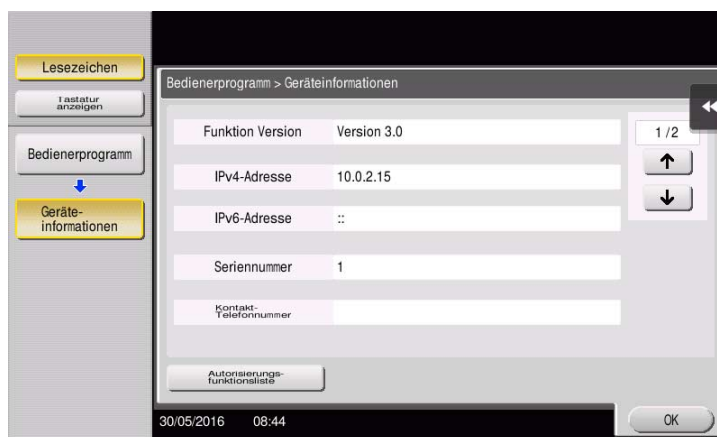 Lesezeichen
Tastatur
anzeigen
Bedienerprogramm
Geräte-
informationen
Bedienerprogramm > Geräteinformationen
Funktion Version Version 3.0
1 /2
IPv4-Adresse 10.0.2.15
IPv6-Adresse ::
Seriennummer 1
Kontakt-
Telefonnummer
Autorisierungs-
funktionsliste
30/05/2016 08:44
OK